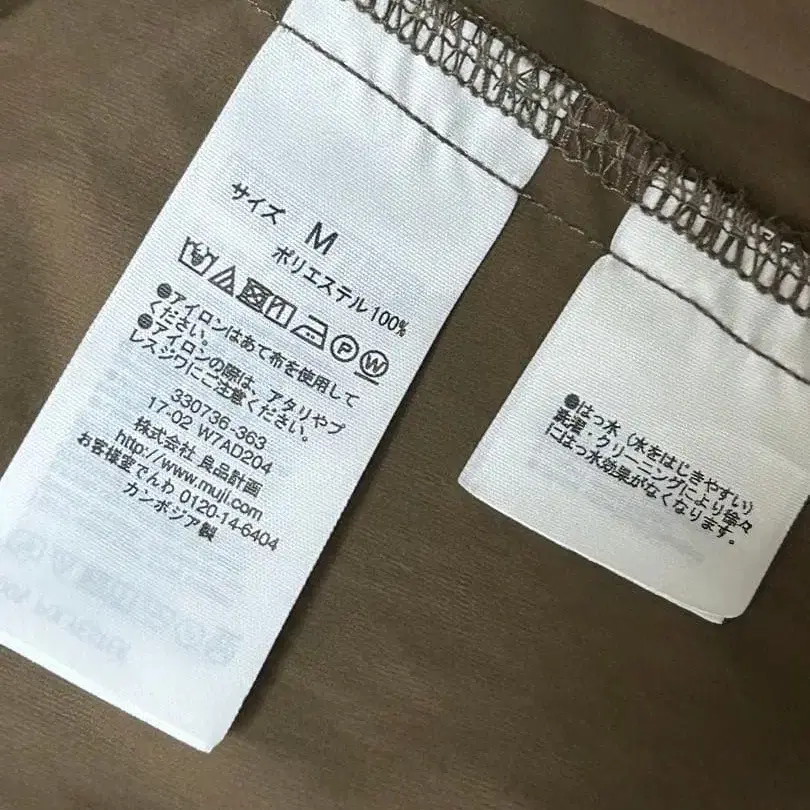 サイズ M
ポリエステル100%
P W
●アイロンはあて布を使用して
ください。
●アイロンの際は、アタリやプ
レスジワにご注意ください。
330736-363
17-02 W7AD204
株式会社 良品計画
http://www.muji.com
お客様室でんわ 0120-14-6404
カンボジア製
●はっ水(水をはじきやすい)
洗濯・クリーニングにより徐々
にはっ水効果がなくなります。